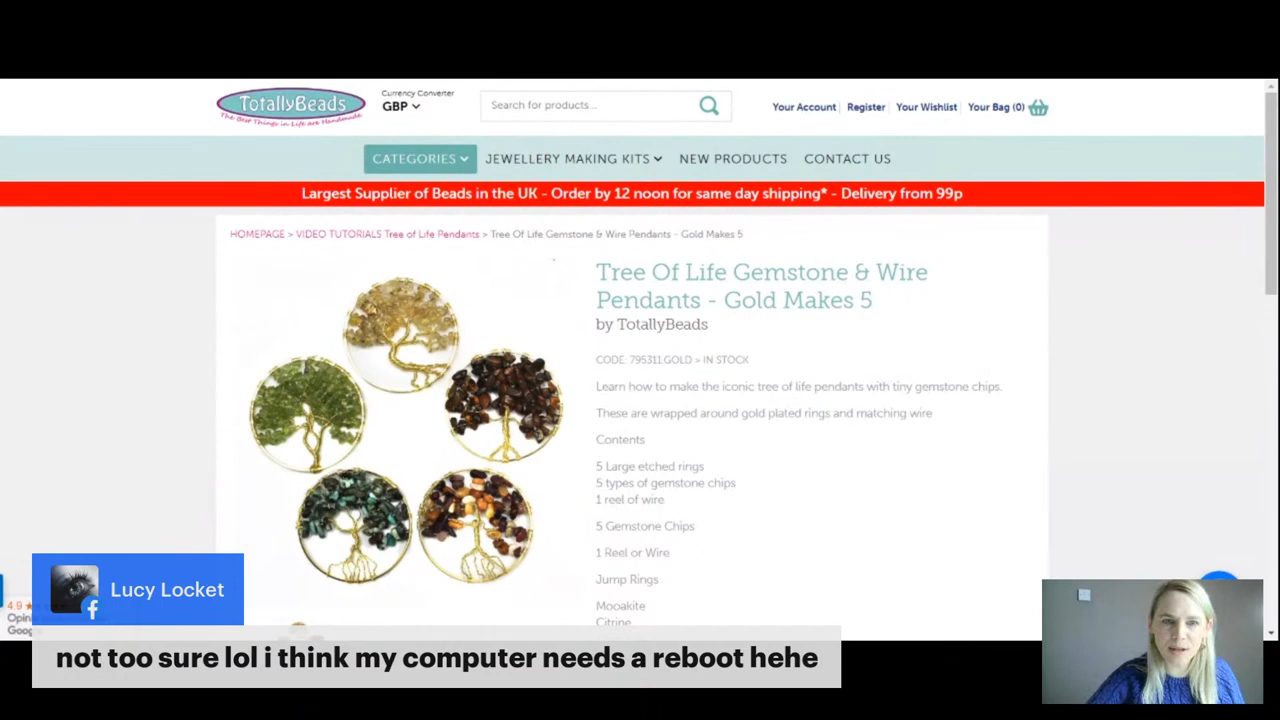 TotallyBeads
The Best Things in Life are Handmade
Currency Converter
GBP
Search for products...
Your Account
Register
Your Wishlist
Your Bag (0)
CATEGORIES
JEWELLERY MAKING KITS
NEW PRODUCTS
CONTACT US
Largest Supplier of Beads in the UK - Order by 12 noon for same day shipping* - Delivery from 99p
HOMEPAGE > VIDEO TUTORIALS Tree of Life Pendants > Tree Of Life Gemstone & Wire Pendants - Gold Makes 5
Tree Of Life Gemstone & Wire
Pendants - Gold Makes 5
by TotallyBeads
CODE: 795311.GOLD > IN STOCK
Learn how to make the iconic tree of life pendants with tiny gemstone chips.
These are wrapped around gold plated rings and matching wire
Contents
5 Large etched rings
5 types of gemstone chips
1 reel of wire
5 Gemstone Chips
1 Reel or Wire
Jump Rings
Mooakite
Citrine
4.9
Lucy Locket
not too sure lol i think my computer needs a reboot hehe